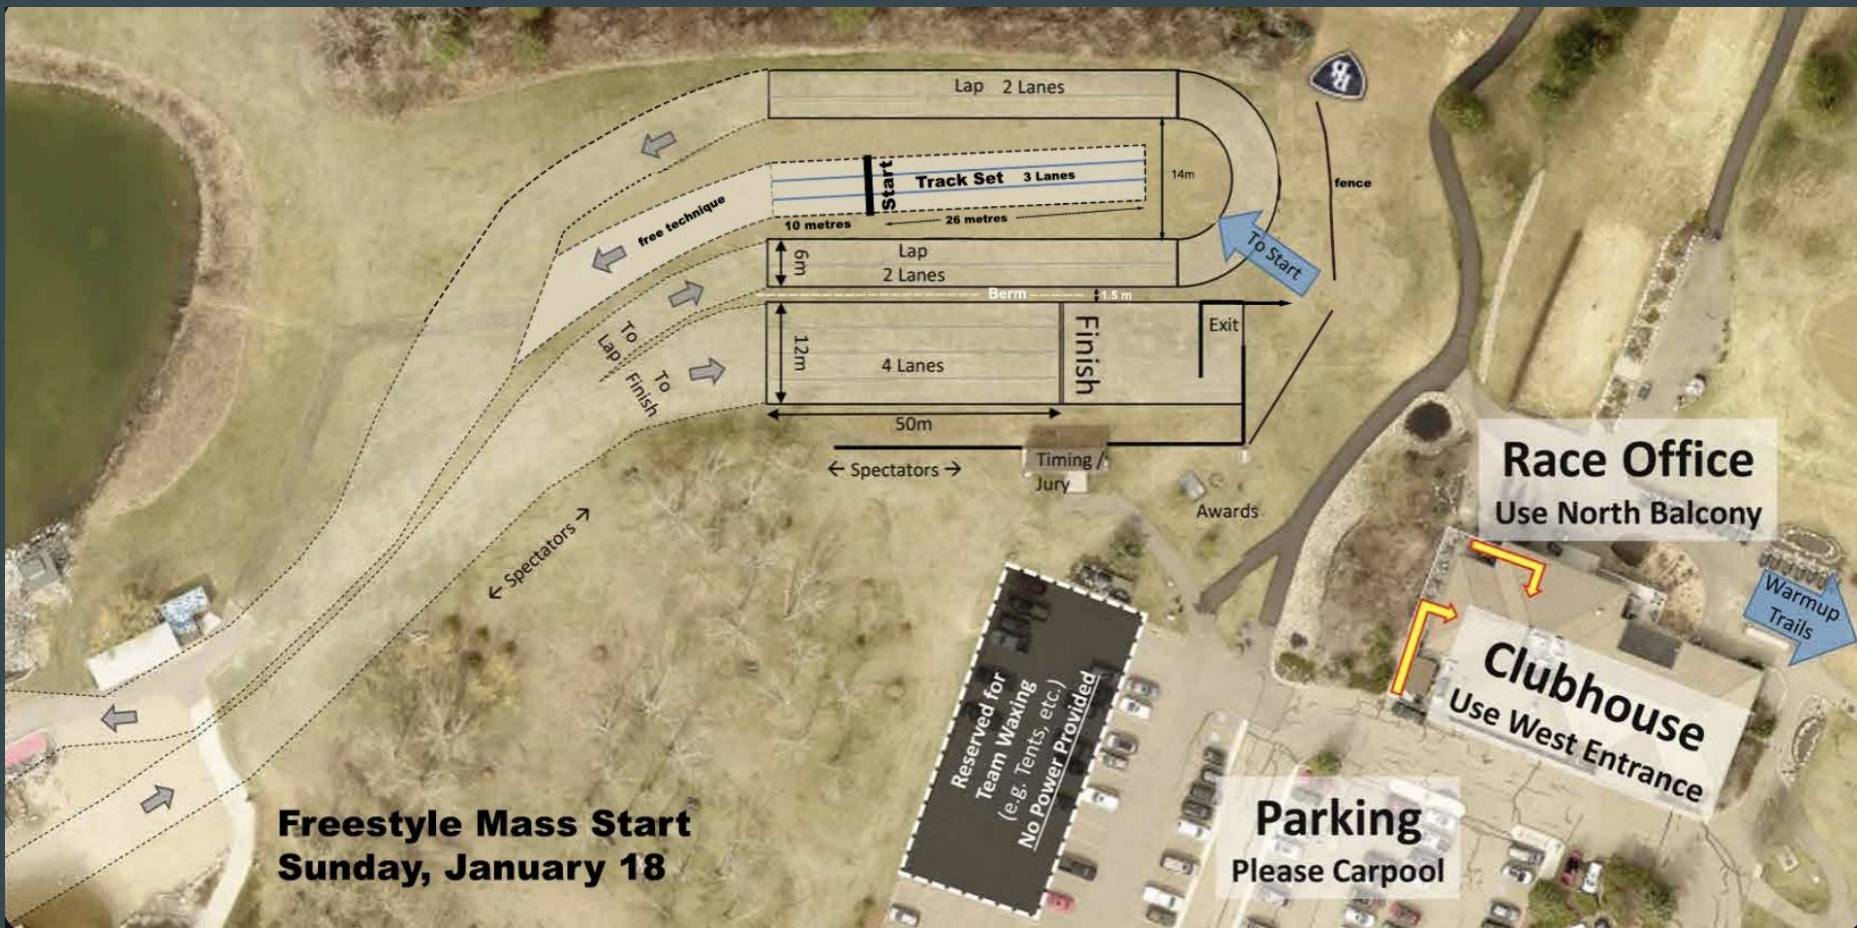 Lap 2 Lanes
Start
Track Set 3 Lanes
14m
fence
free technique
10 metres
26 metres
To Start
6m
Lap
2 Lanes
Berm
1.5 m
To
Lap
To
Finish
12m
4 Lanes
Finish
Exit
50m
← Spectators →
Timing /
Jury
Awards
← Spectators →
Race Office
Use North Balcony
Warmup
Trails
Clubhouse
Use West Entrance
Reserved for
Team Waxing
(e.g. Tents, etc.)
No Power Provided
Parking
Please Carpool
Freestyle Mass Start
Sunday, January 18